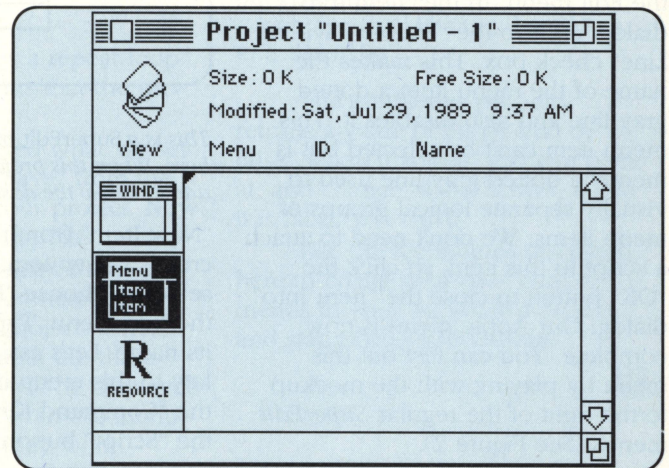 Project "Untitled - 1"
Size: 0 K Free Size: 0 K
Modified: Sat, Jul 29, 1989 9:37 AM
Views Menu ID Name
WIND
Menu
Item
Item
R
RESOURCE